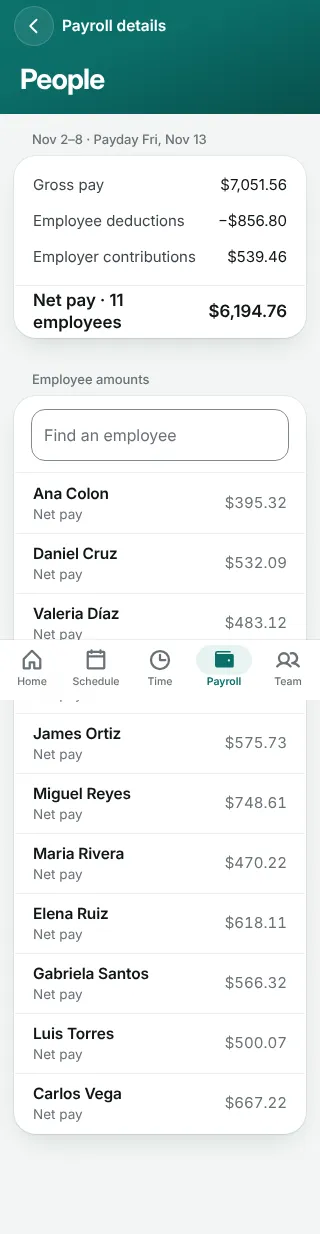 Payroll details
People
Nov 2–8 · Payday Fri, Nov 13
Gross pay $7,051.56
Employee deductions −$856.80
Employer contributions $539.46
Net pay · 11 employees $6,194.76
Employee amounts
Find an employee
Ana Colon $395.32
Net pay
Daniel Cruz $532.09
Net pay
Valeria Díaz $483.12
Net pay
Home Schedule Time Payroll Team
James Ortiz $575.73
Net pay
Miguel Reyes $748.61
Net pay
Maria Rivera $470.22
Net pay
Elena Ruiz $618.11
Net pay
Gabriela Santos $566.32
Net pay
Luis Torres $500.07
Net pay
Carlos Vega $667.22
Net pay